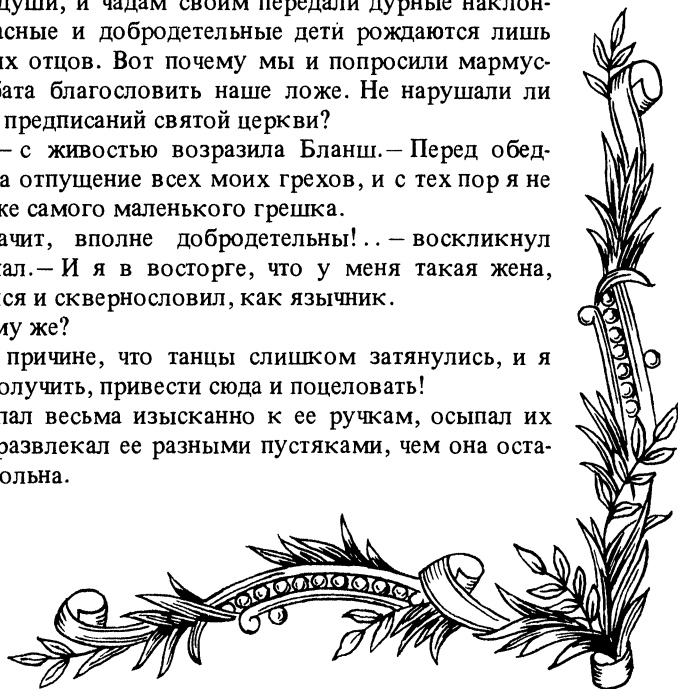 души, и чадам своим передали дурные наклон-
асные и добродетельные дети рождаются лишь
их отцов. Вот почему мы и попросили мармус-
бата благословить наше ложе. Не нарушали ли
предписаний святой церкви?
— с живостью возразила Бланш.— Перед обед-
а отпущение всех моих грехов, и с тех пор я не
же самого маленького грешка.
ачит, вполне добродетельны!.. — воскликнул
ал.— И я в восторге, что у меня такая жена,
лся и сквернословил, как язычник.
му же?
причине, что танцы слишком затянулись, и я
олучить, привести сюда и поцеловать!
пал весьма изысканно к ее ручкам, осыпал их
развлекал ее разными пустяками, чем она оста-
ольна.